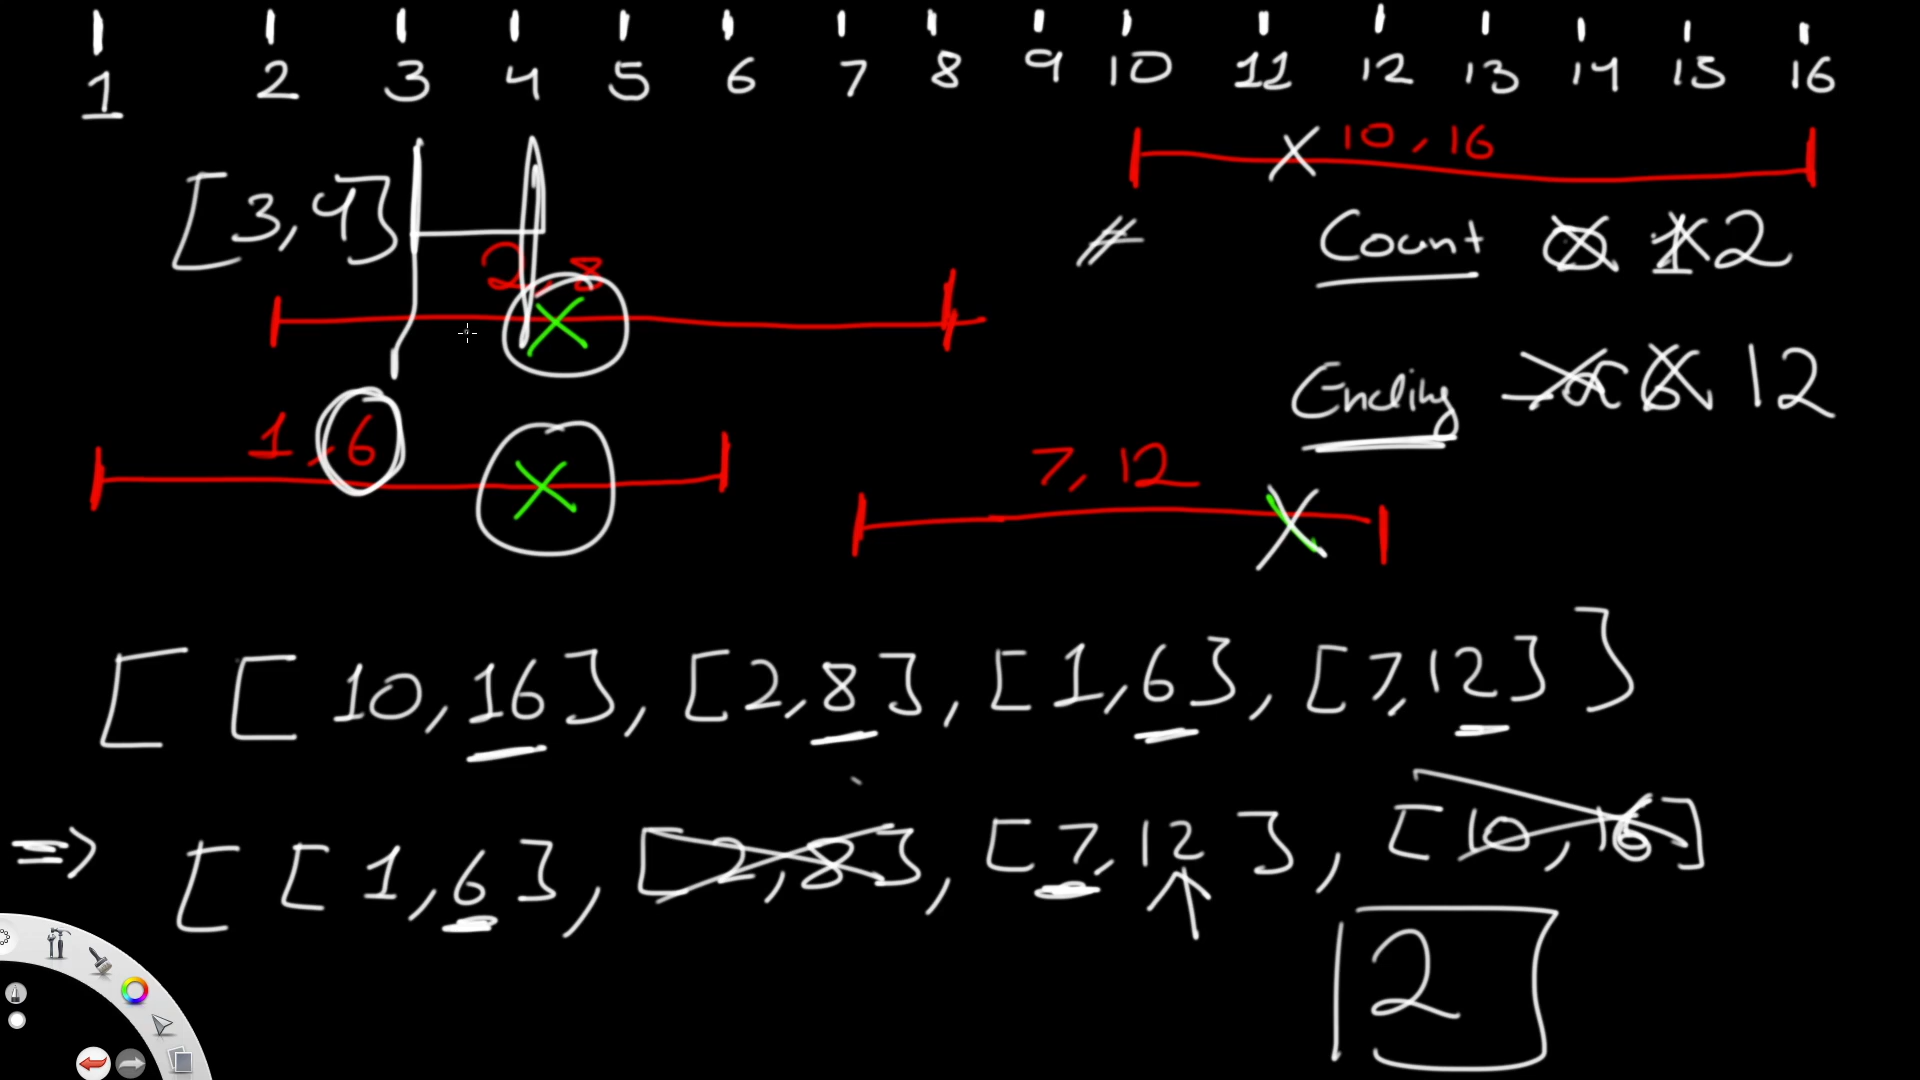 1 2 3 4 5 6 7 8 9 10 11 12 13 14 15 16
10, 16
[3,4]
Count 0 1 2
2, 8
Ending -∞ 6 12
1, 6
7, 12
[ [ 10, 16 ], [ 2, 8 ], [ 1, 6 ], [ 7, 12 ] ]
=> [ [ 1, 6 ], [ 2, 8 ], [ 7, 12 ], [ 10, 16 ]
2